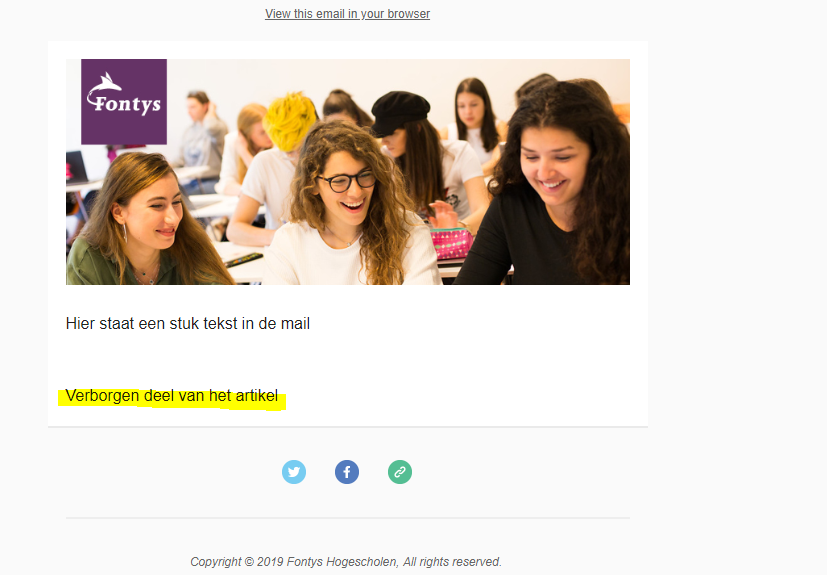 View this email in your browser
Fontys
Hier staat een stuk tekst in de mail
Verborgen deel van het artikel
Copyright © 2019 Fontys Hogescholen, All rights reserved.